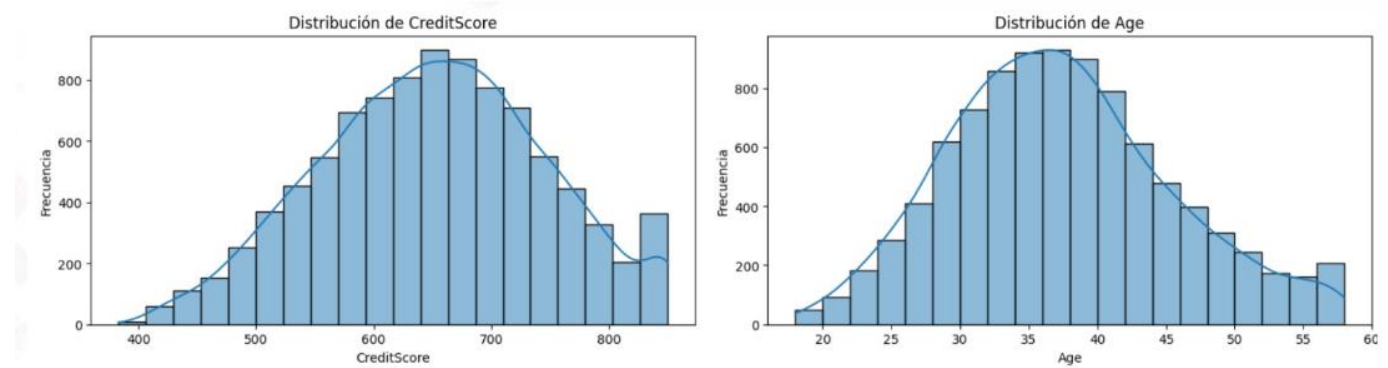 Distribución de CreditScore
Frecuencia
800
600
400
200
0
400 500 600 700 800
CreditScore
Distribución de Age
Frecuencia
800
600
400
200
0
20 25 30 35 40 45 50 55 60
Age